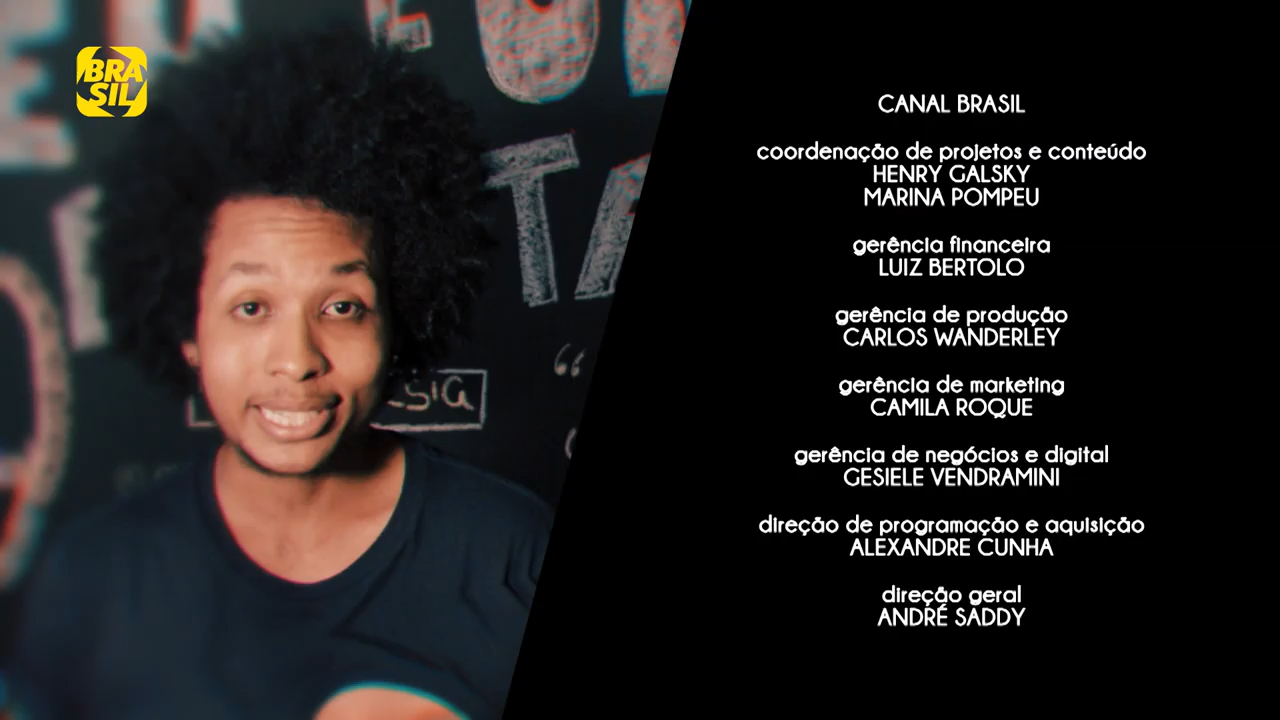 BRA
SIL
CANAL BRASIL
coordenação de projetos e conteúdo
HENRY GALSKY
MARINA POMPEU
gerência financeira
LUIZ BERTOLO
gerência de produção
CARLOS WANDERLEY
gerência de marketing
CAMILA ROQUE
gerência de negócios e digital
GESIELE VENDRAMINI
direção de programação e aquisição
ALEXANDRE CUNHA
direção geral
ANDRÉ SADDY